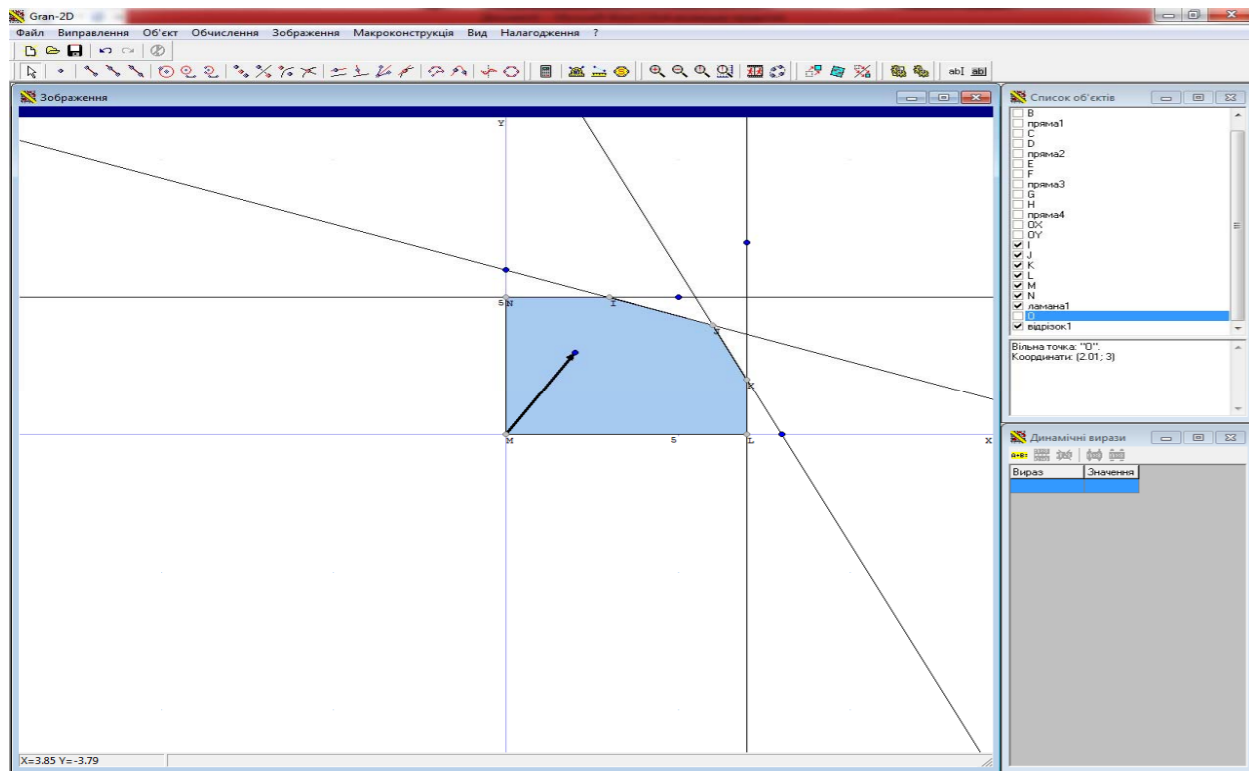 Gran-2D
Файл Виправлення Об'єкт Обчислення Зображення Макроконструкція Вид Налагодження ?
abI abI
Зображення
Y
5 N I
J
K
M 5 L X
X=3.85 Y=-3.79
Список об'єктів
B
пряма1
C
D
пряма2
E
F
пряма3
G
H
пряма4
OX
OY
I
J
K
L
M
N
ламана1
O
відрізок1
Вільна точка: "O".
Координати: (2.01; 3)
Динамічні вирази
A+B=
Вираз Значення